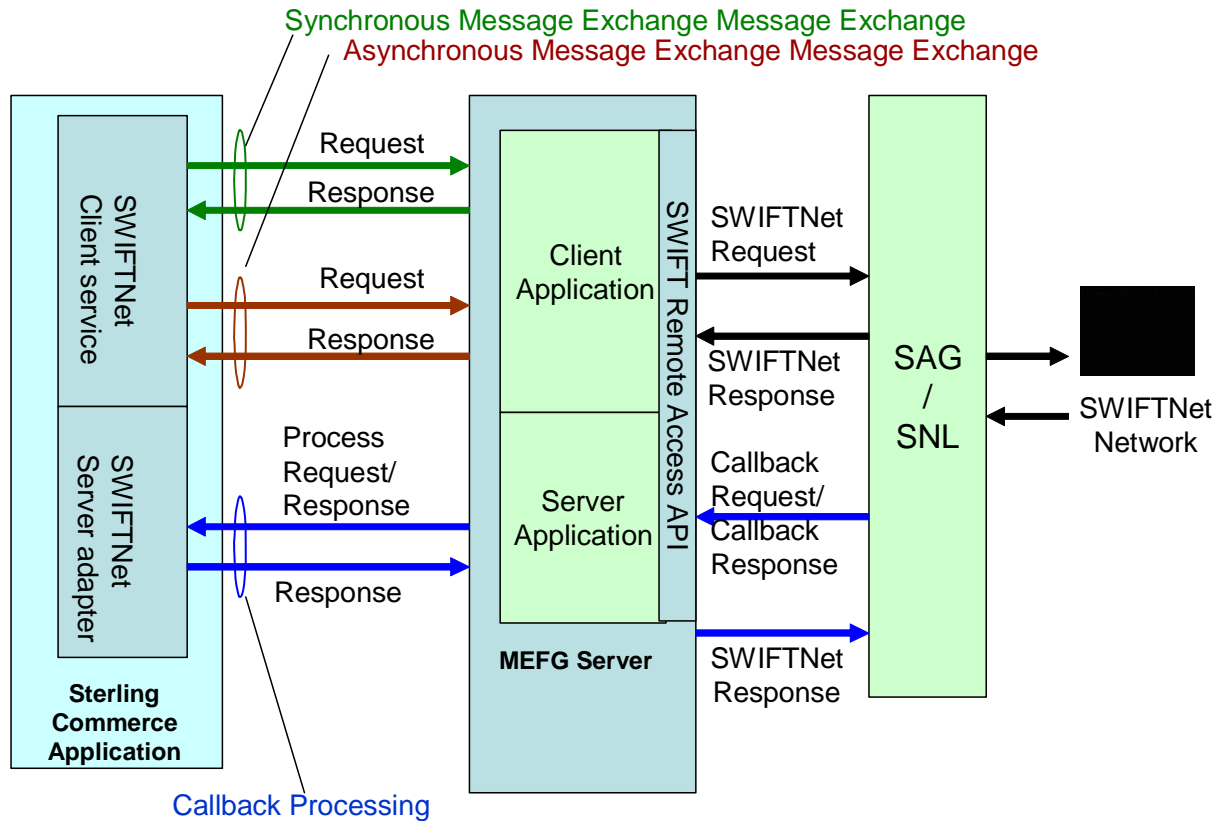 Synchronous Message Exchange Message Exchange
Asynchronous Message Exchange Message Exchange
SWIFTNet
Client service
SWIFTNet
Server adapter
Sterling
Commerce
Application
Request
Response
Request
Response
Process
Request/
Response
Response
Callback Processing
Client
Application
Server
Application
SWIFT Remote Access API
MEFG Server
SWIFTNet
Request
SWIFTNet
Response
Callback
Request/
Callback
Response
SWIFTNet
Response
SAG
/
SNL
SWIFTNet
Network